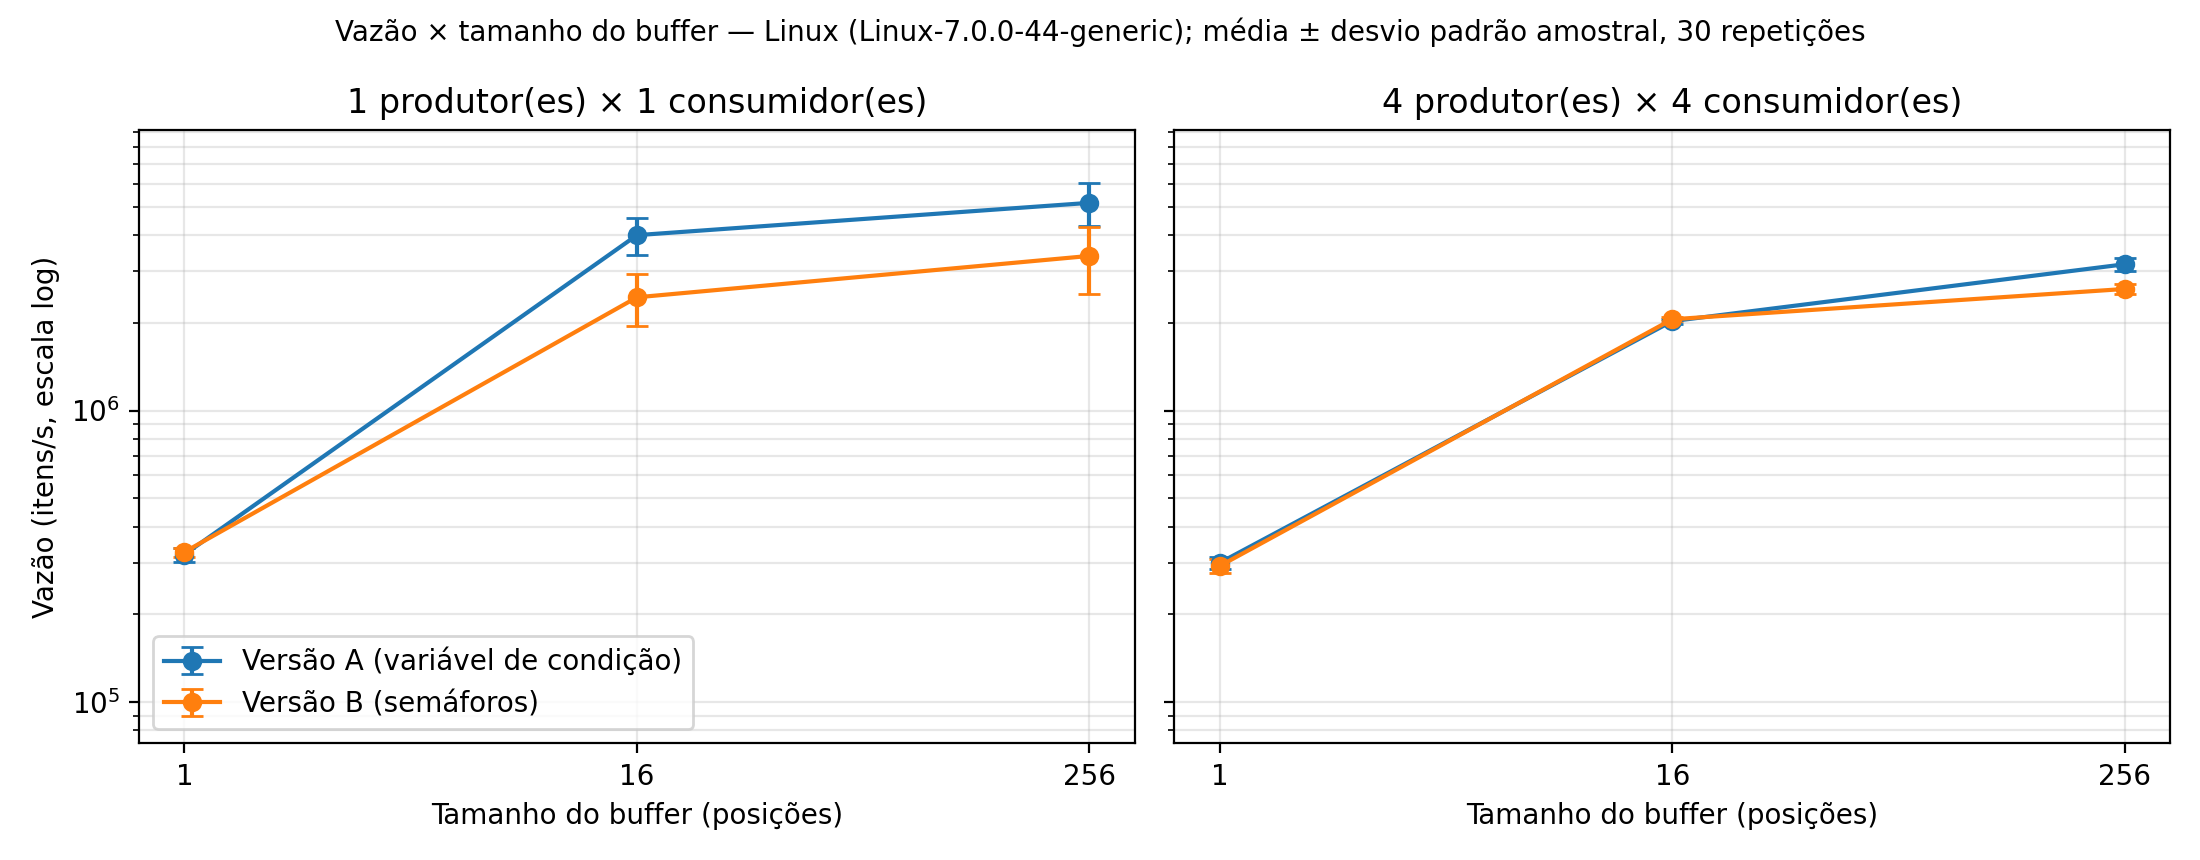 Vazão × tamanho do buffer — Linux (Linux-7.0.0-44-generic); média ± desvio padrão amostral, 30 repetições
1 produtor(es) × 1 consumidor(es)
4 produtor(es) × 4 consumidor(es)
Vazão (itens/s, escala log)
10⁶
10⁵
Versão A (variável de condição)
Versão B (semáforos)
1 16 256
1 16 256
Tamanho do buffer (posições)
Tamanho do buffer (posições)